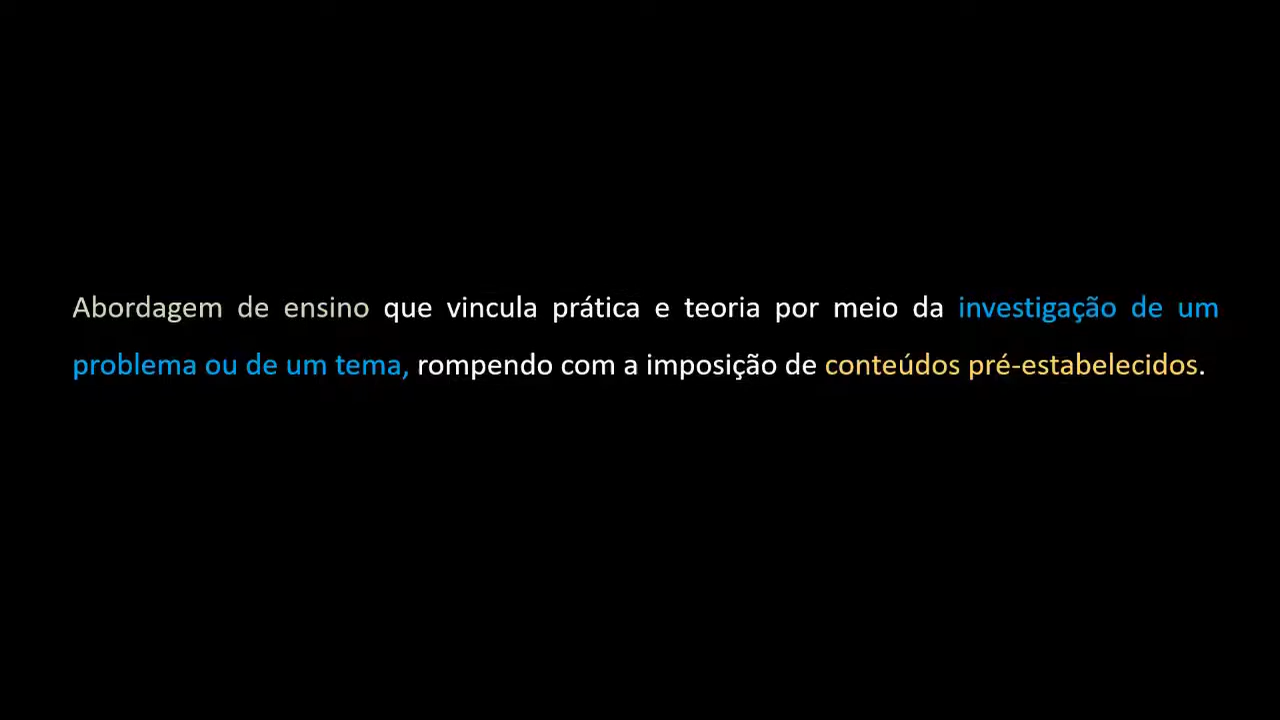 Abordagem de ensino que vincula prática e teoria por meio da investigação de um
problema ou de um tema, rompendo com a imposição de conteúdos pré-estabelecidos.